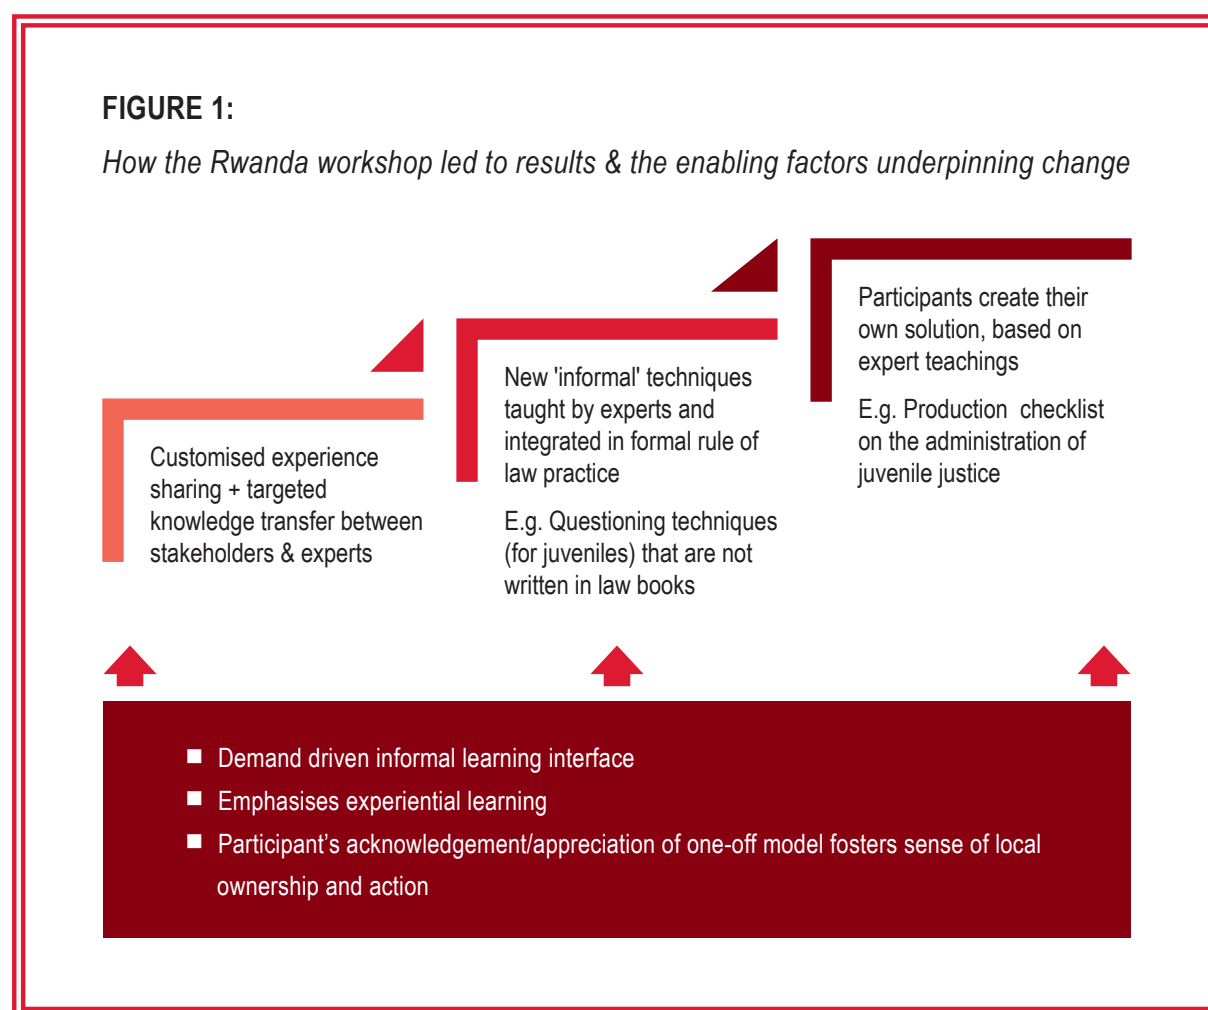 FIGURE 1:
How the Rwanda workshop led to results & the enabling factors underpinning change
Customised experience
sharing + targeted
knowledge transfer between
stakeholders & experts
New 'informal' techniques
taught by experts and
integrated in formal rule of
law practice
E.g. Questioning techniques
(for juveniles) that are not
written in law books
Participants create their
own solution, based on
expert teachings
E.g. Production checklist
on the administration of
juvenile justice
Demand driven informal learning interface
Emphasises experiential learning
Participant’s acknowledgement/appreciation of one-off model fosters sense of local
ownership and action